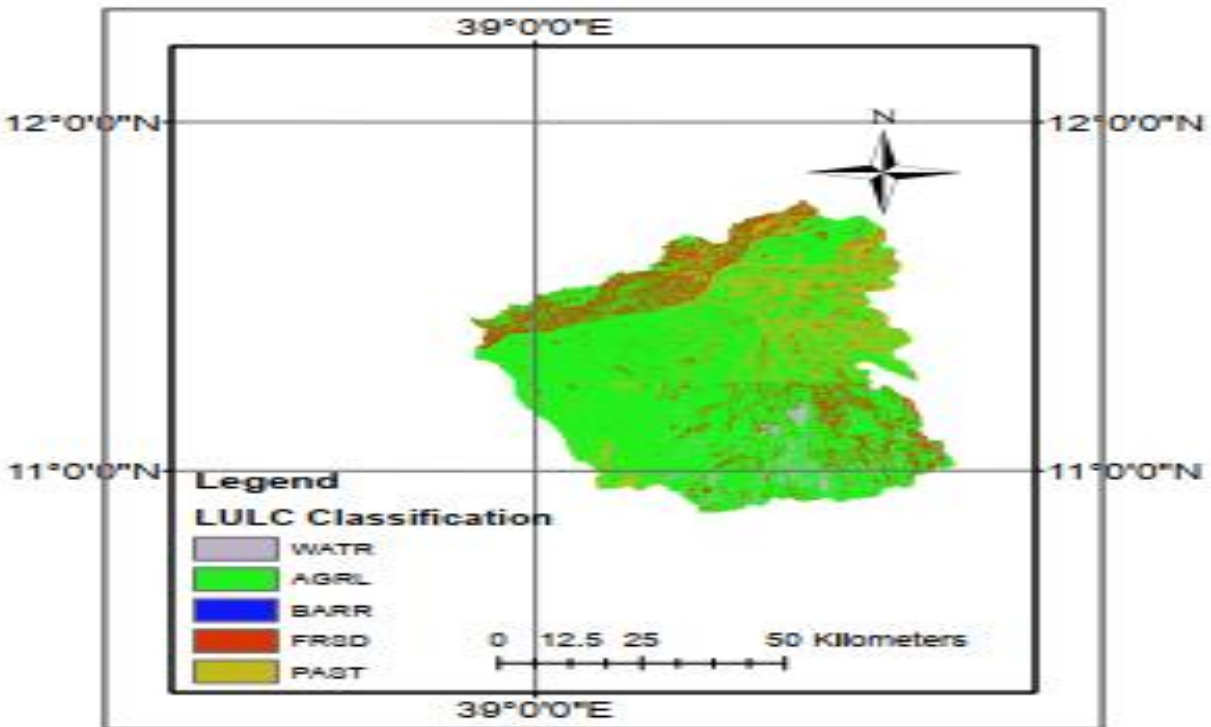 39°0'0"E
12°0'0"N
12°0'0"N
N
11°0'0"N
11°0'0"N
Legend
LULC Classification
WATR
AGRL
BARR
FRSD
PAST
0 12.5 25 50 Kilometers
39°0'0"E